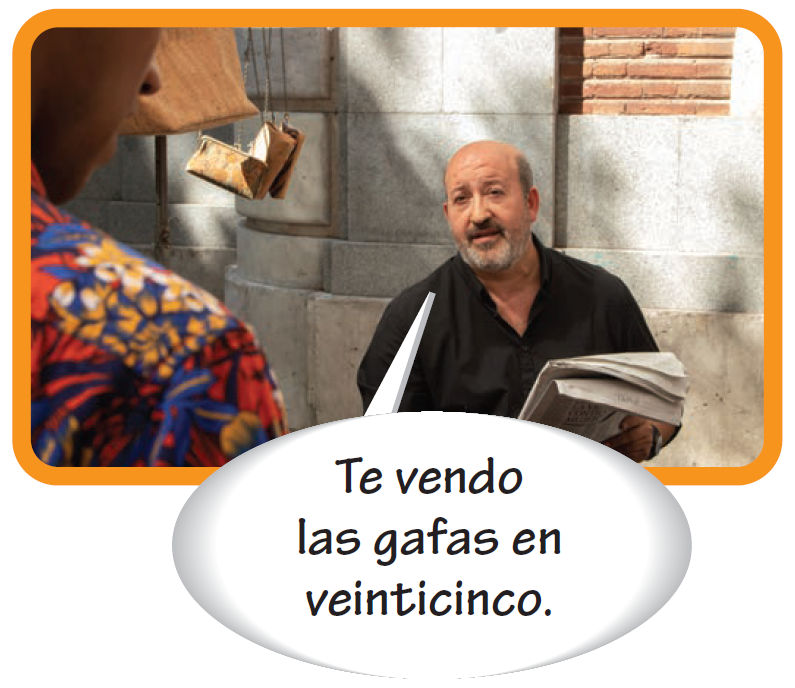 Te vendo
las gafas en
veinticinco.